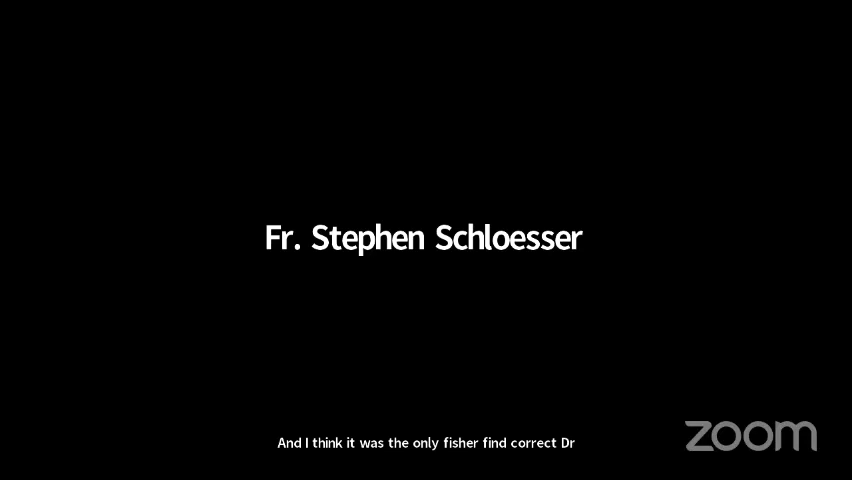 Fr. Stephen Schloesser
And I think it was the only fisher find correct Dr
zoom